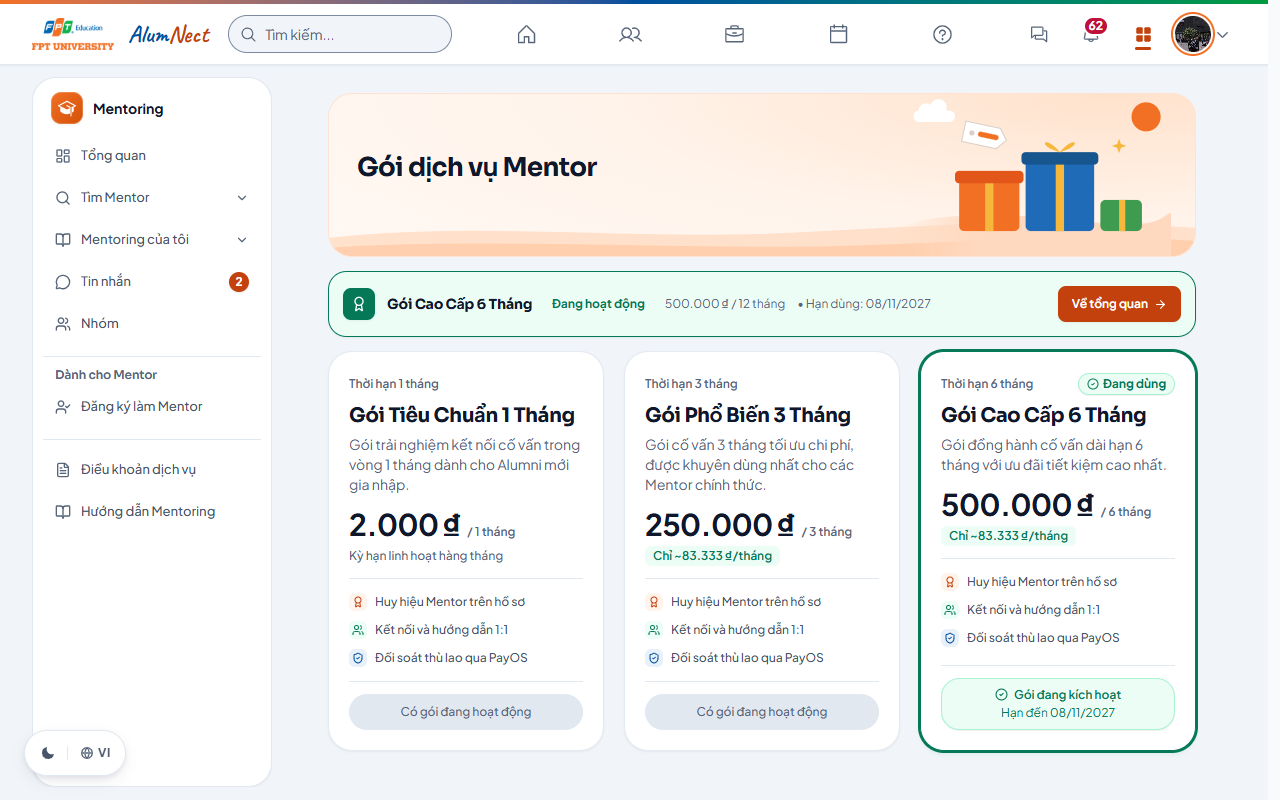 FPT Education
FPT UNIVERSITY
AlumNect
Tìm kiếm...
62
Mentoring
Tổng quan
Tìm Mentor
Mentoring của tôi
Tin nhắn
2
Nhóm
Dành cho Mentor
Đăng ký làm Mentor
Điều khoản dịch vụ
Hướng dẫn Mentoring
VI
Gói dịch vụ Mentor
Gói Cao Cấp 6 Tháng
Đang hoạt động
500.000 ₫ / 12 tháng
• Hạn dùng: 08/11/2027
Về tổng quan →
Thời hạn 1 tháng
Gói Tiêu Chuẩn 1 Tháng
Gói trải nghiệm kết nối cố vấn trong
vòng 1 tháng dành cho Alumni mới
gia nhập.
2.000 ₫ / 1 tháng
Kỳ hạn linh hoạt hàng tháng
Huy hiệu Mentor trên hồ sơ
Kết nối và hướng dẫn 1:1
Đối soát thù lao qua PayOS
Có gói đang hoạt động
Thời hạn 3 tháng
Gói Phổ Biến 3 Tháng
Gói cố vấn 3 tháng tối ưu chi phí,
được khuyên dùng nhất cho các
Mentor chính thức.
250.000 ₫ / 3 tháng
Chỉ ~83.333 ₫/tháng
Huy hiệu Mentor trên hồ sơ
Kết nối và hướng dẫn 1:1
Đối soát thù lao qua PayOS
Có gói đang hoạt động
Thời hạn 6 tháng
Đang dùng
Gói Cao Cấp 6 Tháng
Gói đồng hành cố vấn dài hạn 6
tháng với ưu đãi tiết kiệm cao nhất.
500.000 ₫ / 6 tháng
Chỉ ~83.333 ₫/tháng
Huy hiệu Mentor trên hồ sơ
Kết nối và hướng dẫn 1:1
Đối soát thù lao qua PayOS
Gói đang kích hoạt
Hạn đến 08/11/2027